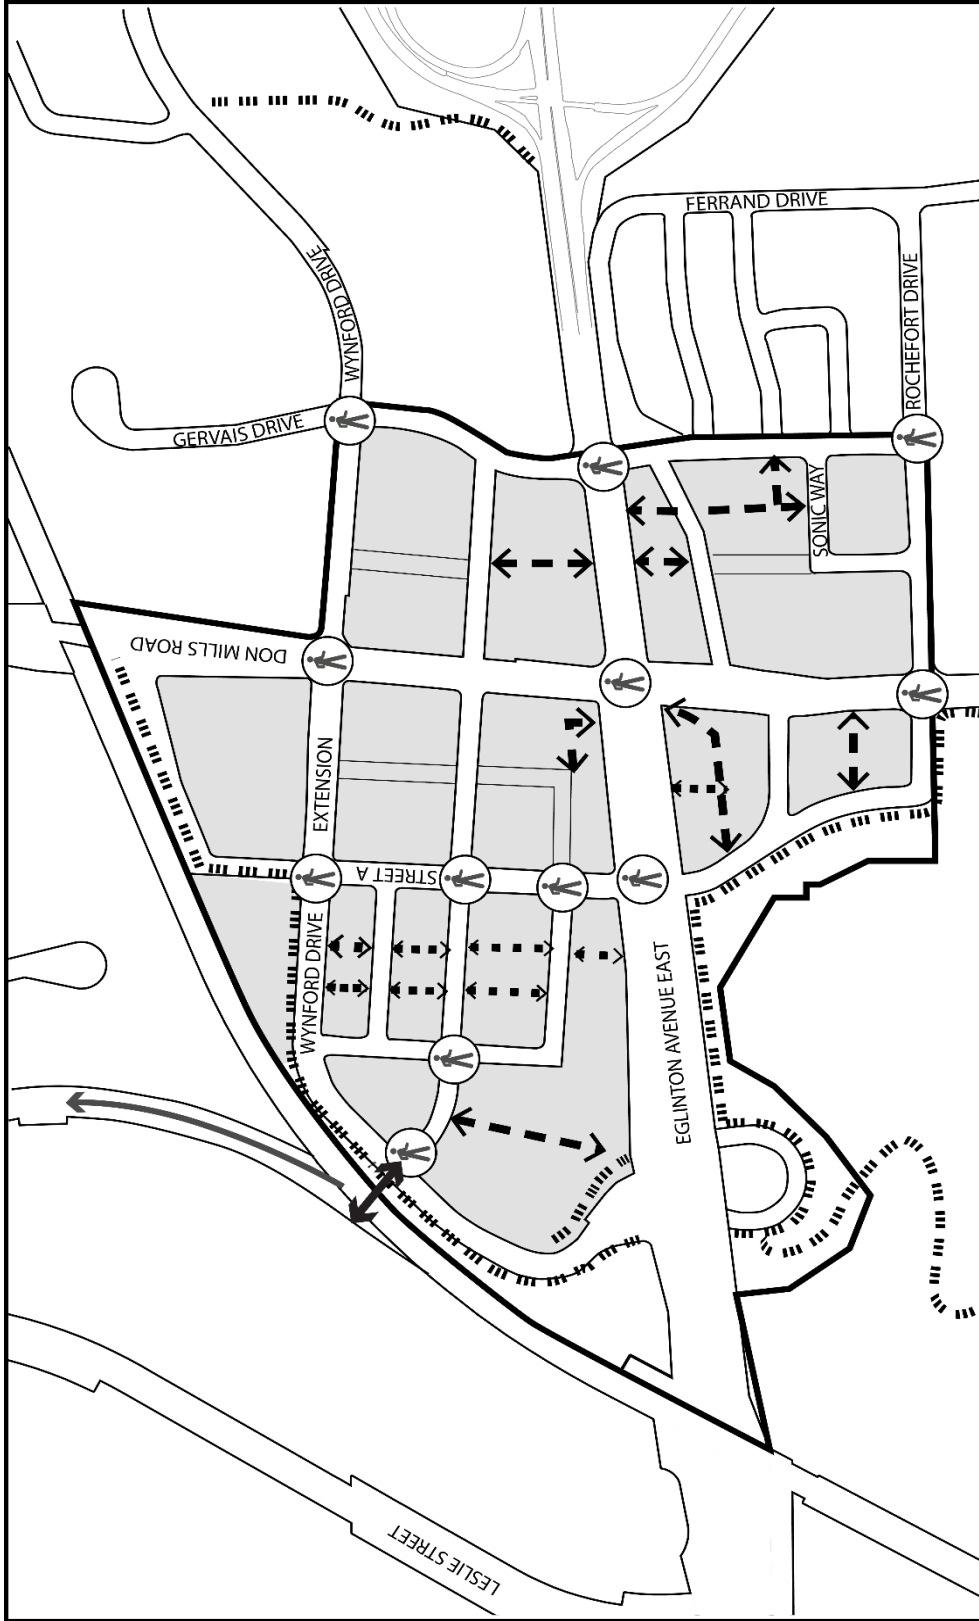 FERRAND DRIVE
WYNFORD DRIVE
ROCHEFORT DRIVE
GERVAIS DRIVE
SONIC WAY
DON MILLS ROAD
EXTENSION
STREET A
WYNFORD DRIVE
EGLINTON AVENUE EAST
LESLIE STREET